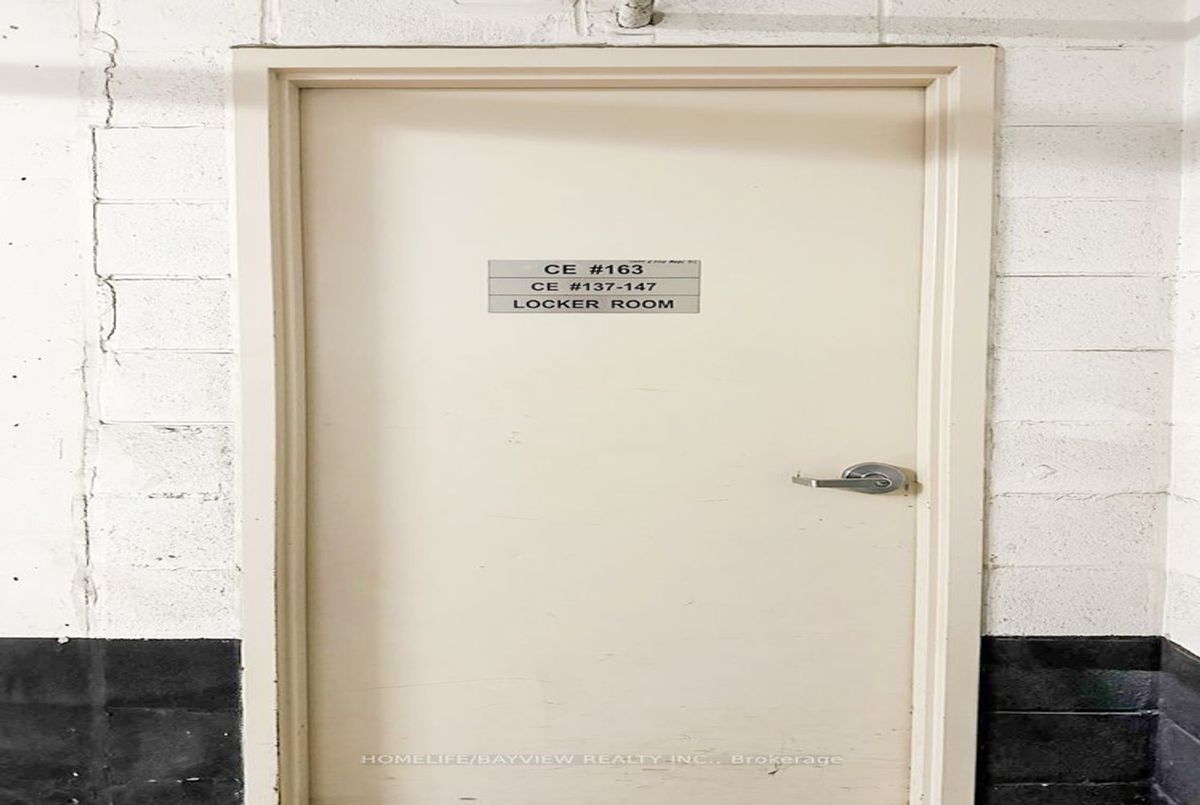 CE #163
CE #137-147
LOCKER ROOM
HOMELIFE/BAYVIEW REALTY INC., Brokerage